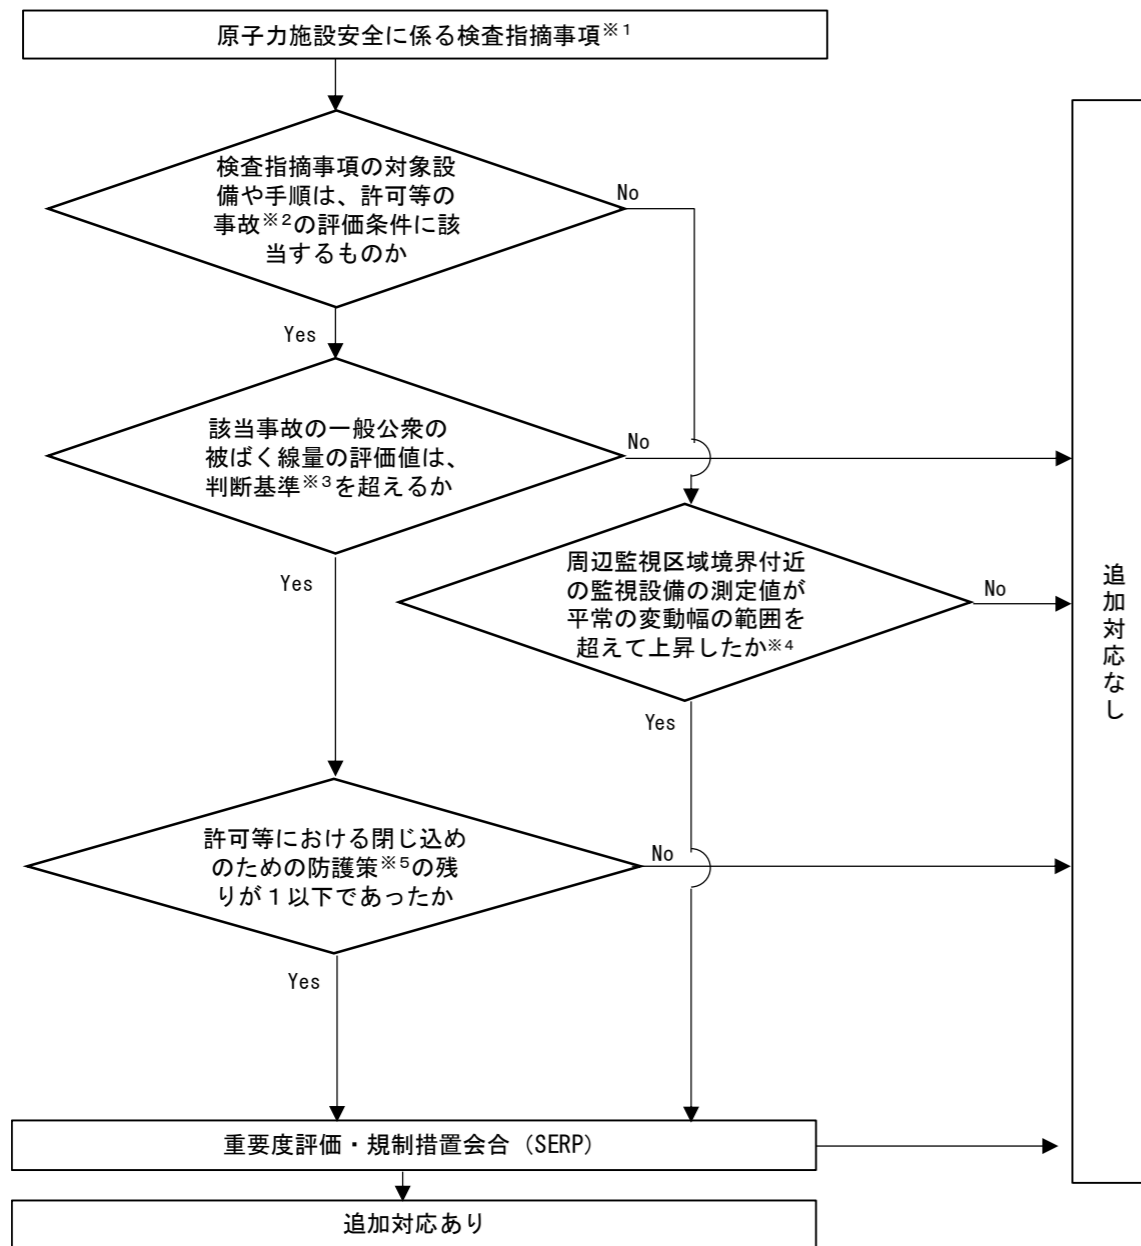 原子力施設安全に係る検査指摘事項※1
検査指摘事項の対象設
備や手順は、許可等の
事故※2の評価条件に該
当するものか
No
Yes
該当事故の一般公衆の
被ばく線量の評価値は、
判断基準※3を超えるか
No
Yes
周辺監視区域境界付近
の監視設備の測定値が
平常の変動幅の範囲を
超えて上昇したか※4
No
Yes
許可等における閉じ込め
のための防護策※5の残
りが1以下であったか
No
Yes
追加対応なし
重要度評価・規制措置会合(SERP)
追加対応あり